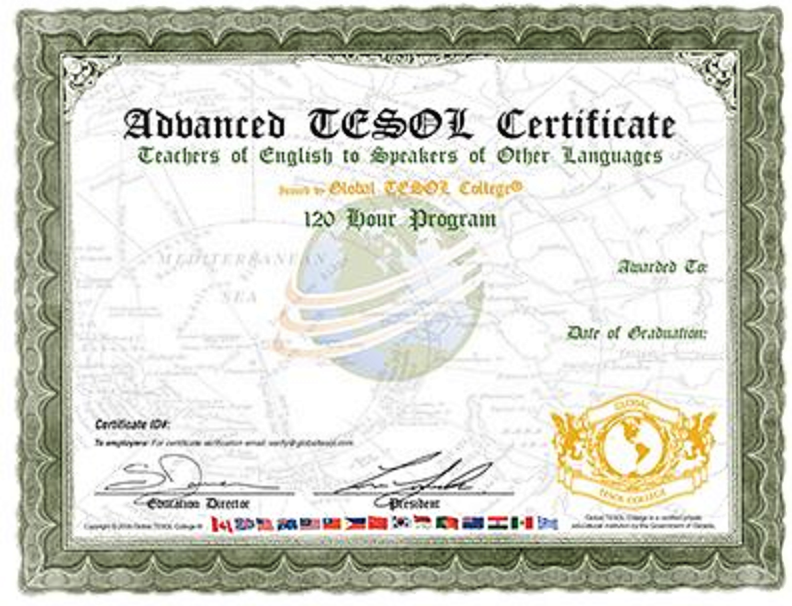 Advanced TESOL Certificate
Teachers of English to Speakers of Other Languages
Issued by Global TESOL College®
120 Hour Program
MEDITERRANEAN
SEA
Awarded To:
Date of Graduation:
Certificate ID#:
To employers: For certificate verification email: verify@globaltesol.com
GLOBAL
TESOL COLLEGE
Education Director
President
Global TESOL College is a certified private
educational institution by the Government of Canada.
Global TESOL College ®